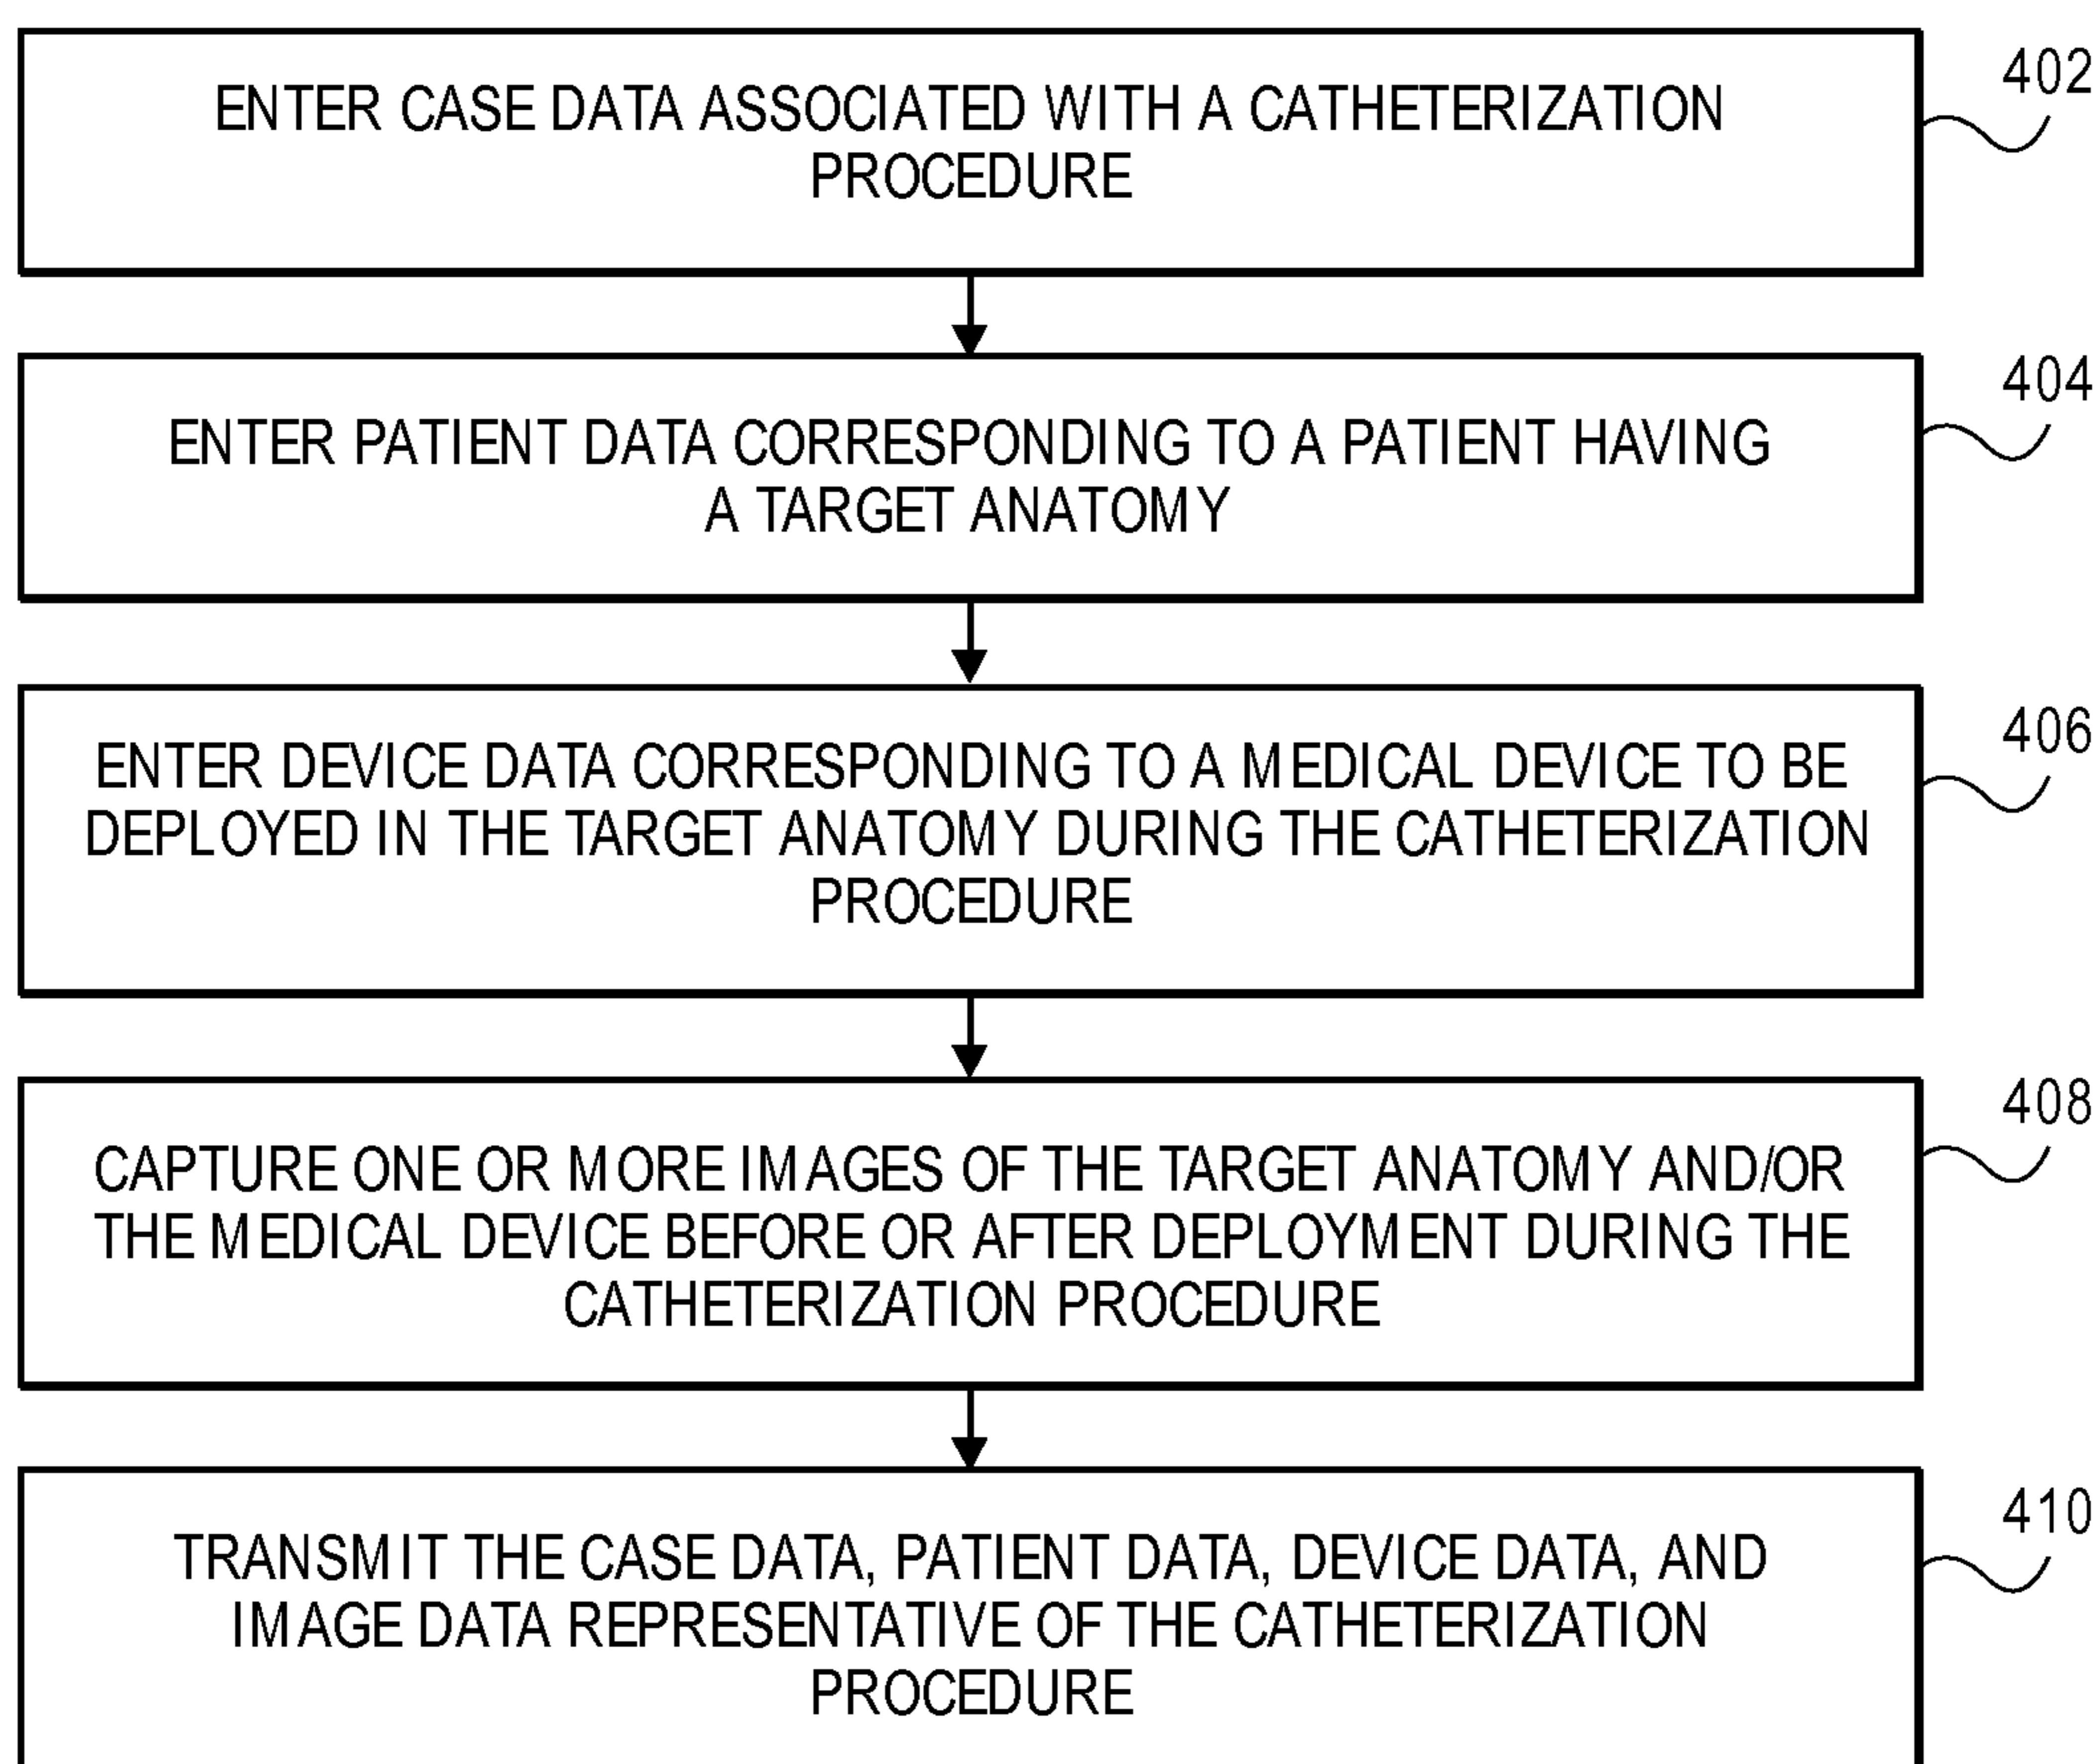 ENTER CASE DATA ASSOCIATED WITH A CATHETERIZATION
PROCEDURE
402
ENTER PATIENT DATA CORRESPONDING TO A PATIENT HAVING
A TARGET ANATOMY
404
ENTER DEVICE DATA CORRESPONDING TO A MEDICAL DEVICE TO BE
DEPLOYED IN THE TARGET ANATOMY DURING THE CATHETERIZATION
PROCEDURE
406
CAPTURE ONE OR MORE IMAGES OF THE TARGET ANATOMY AND/OR
THE MEDICAL DEVICE BEFORE OR AFTER DEPLOYMENT DURING THE
CATHETERIZATION PROCEDURE
408
TRANSMIT THE CASE DATA, PATIENT DATA, DEVICE DATA, AND
IMAGE DATA REPRESENTATIVE OF THE CATHETERIZATION
PROCEDURE
410